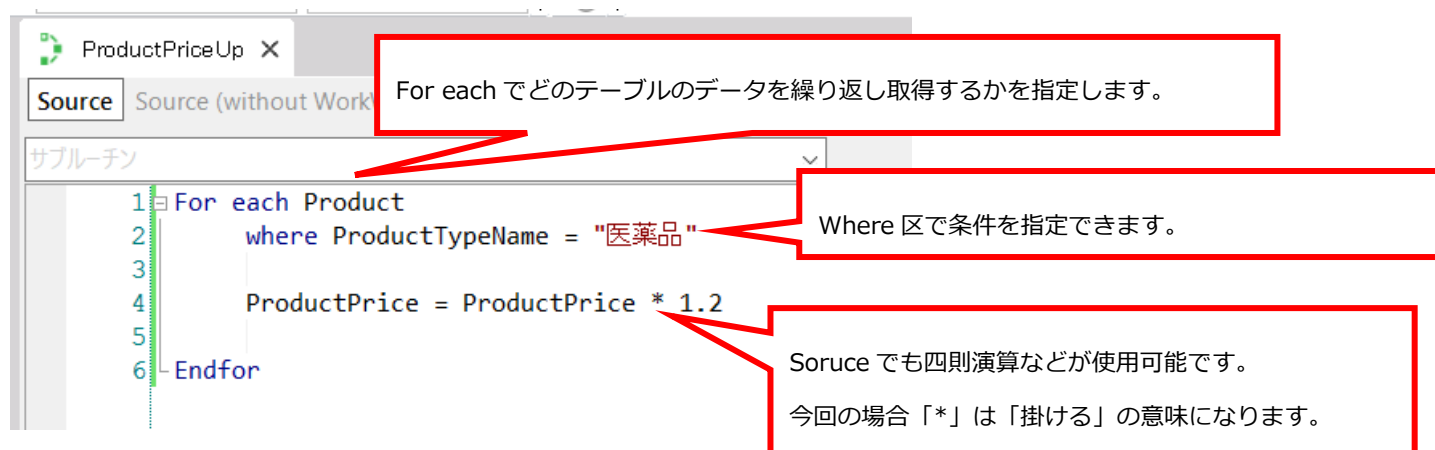 ProductPriceUp
For each でどのテーブルのデータを繰り返し取得するかを指定します。
Source Source (without Work
サブルーチン
1 For each Product
2 where ProductTypeName = "医薬品"
Where 区で条件を指定できます。
3
4 ProductPrice = ProductPrice * 1.2
5
6 Endfor
Soruce でも四則演算などが使用可能です。
今回の場合「*」は「掛ける」の意味になります。